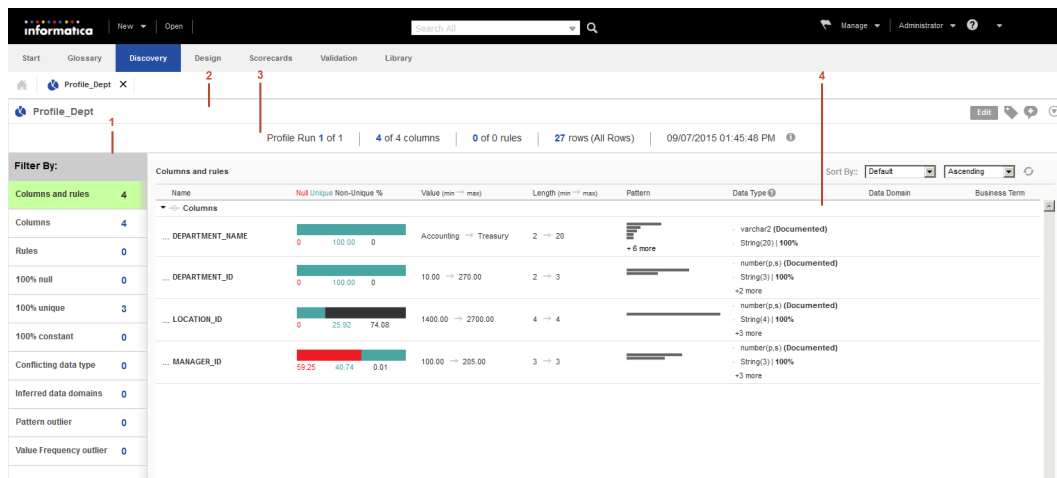 informatica New Open Search All Manage Administrator ?
Start Glossary Discovery Design Scorecards Validation Library
2 3 4
Profile_Dept X
Profile_Dept Edit
1
Profile Run 1 of 1 4 of 4 columns 0 of 0 rules 27 rows (All Rows) 09/07/2015 01:45:48 PM
Filter By:
Columns and rules 4
Columns 4
Rules 0
100% null 0
100% unique 3
100% constant 0
Conflicting data type 0
Inferred data domains 0
Pattern outlier 0
Value Frequency outlier 0
Columns and rules Sort By:: Default Ascending
Name Null Unique Non-Unique % Value (min → max) Length (min → max) Pattern Data Type ? Data Domain Business Term
Columns
... DEPARTMENT_NAME 0 100.00 0 Accounting → Treasury 2 → 20 + 6 more
varchar2 (Documented)
String(20) | 100%
... DEPARTMENT_ID 0 100.00 0 10.00 → 270.00 2 → 3
number(p,s) (Documented)
String(3) | 100%
+2 more
... LOCATION_ID 0 25.92 74.08 1400.00 → 2700.00 4 → 4
number(p,s) (Documented)
String(4) | 100%
+3 more
... MANAGER_ID 59.25 40.74 0.01 100.00 → 205.00 3 → 3
number(p,s) (Documented)
String(3) | 100%
+3 more